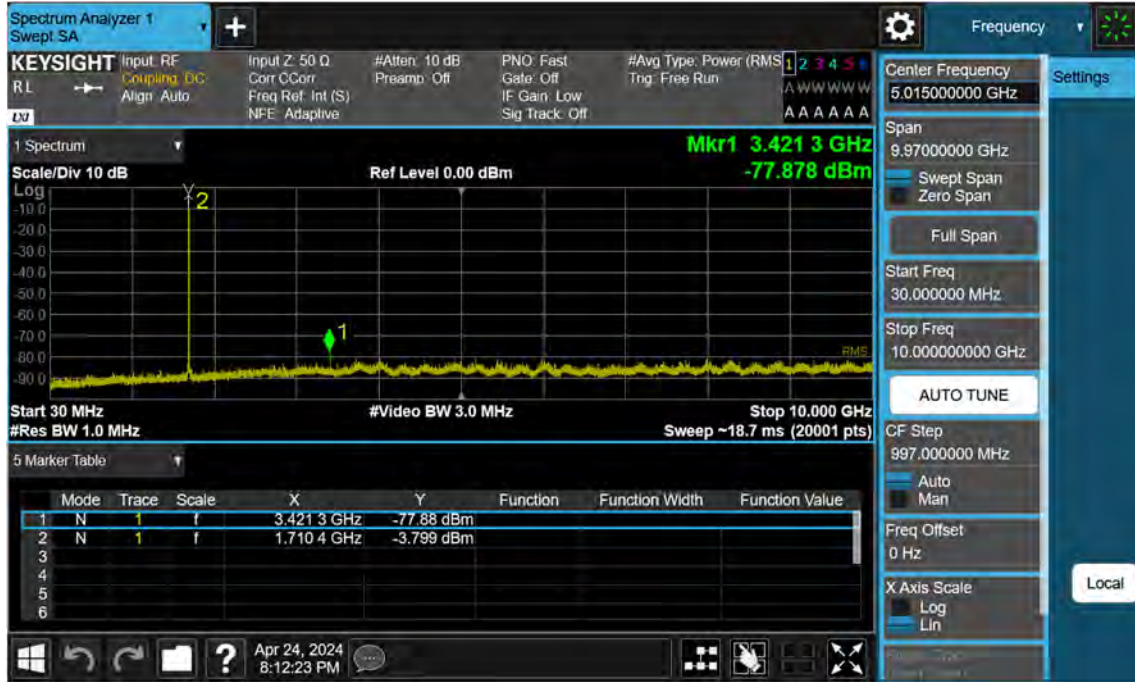 Spectrum Analyzer 1
Swept SA
+
Frequency
KEYSIGHT
RL
LXI
Input: RF
Coupling: DC
Align: Auto
Input Z: 50 Ω
Corr CCorr
Freq Ref: Int (S)
NFE: Adaptive
#Atten: 10 dB
Preamp: Off
PNO: Fast
Gate: Off
IF Gain: Low
Sig Track: Off
#Avg Type: Power (RMS
Trig: Free Run
1 2 3 4 5 6
A W W W W W
A A A A A A
1 Spectrum
Mkr1 3.421 3 GHz
Scale/Div 10 dB
Ref Level 0.00 dBm
-77.878 dBm
Log
-10.0
-20.0
-30.0
-40.0
-50.0
-60.0
-70.0
-80.0
-90.0
2
1
RMS
Start 30 MHz
#Video BW 3.0 MHz
Stop 10.000 GHz
#Res BW 1.0 MHz
Sweep ~18.7 ms (20001 pts)
5 Marker Table
Mode Trace Scale X Y Function Function Width Function Value
1 N 1 f 3.421 3 GHz -77.88 dBm
2 N 1 f 1.710 4 GHz -3.799 dBm
3
4
5
6
?
Apr 24, 2024
8:12:23 PM
Center Frequency
5.015000000 GHz
Settings
Span
9.97000000 GHz
Swept Span
Zero Span
Full Span
Start Freq
30.000000 MHz
Stop Freq
10.000000000 GHz
AUTO TUNE
CF Step
997.000000 MHz
Auto
Man
Freq Offset
0 Hz
X Axis Scale
Log
Lin
Local